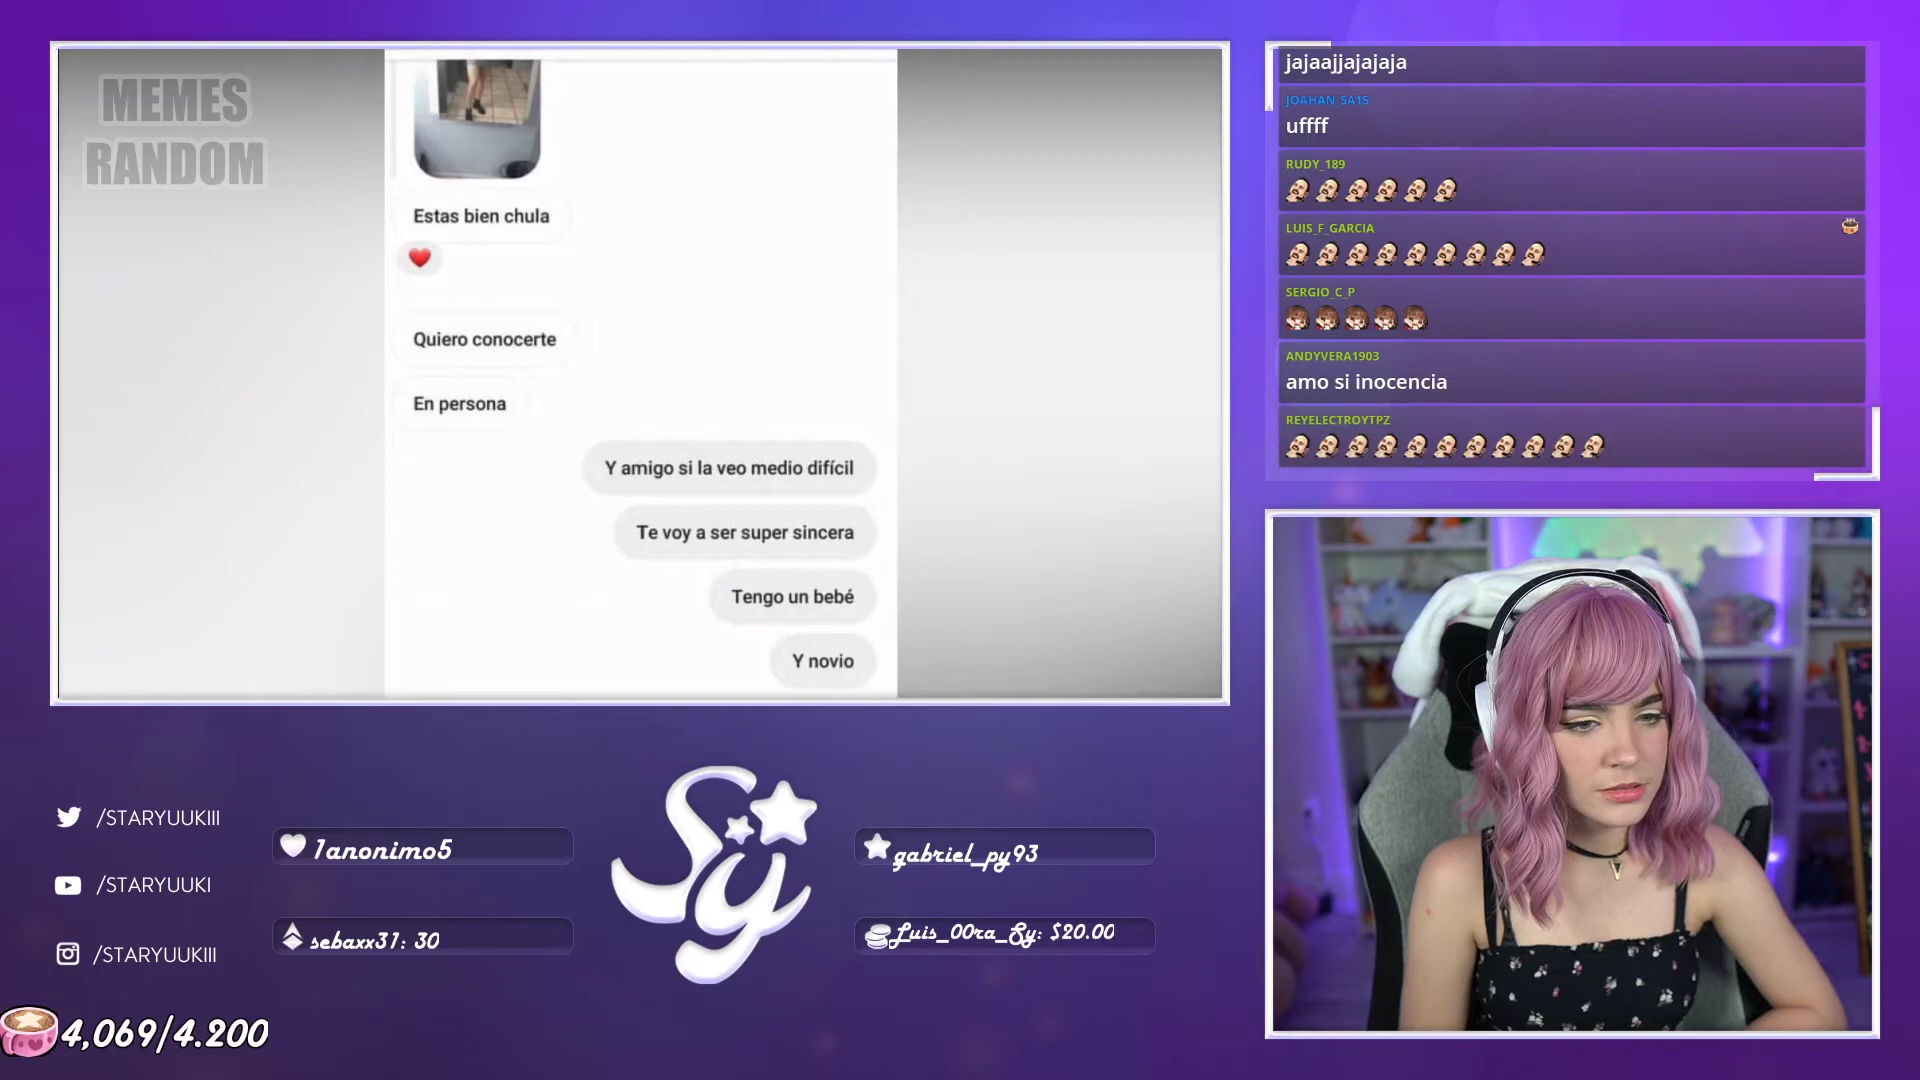 MEMES
RANDOM
Estas bien chula
Quiero conocerte
En persona
Y amigo si la veo medio difícil
Te voy a ser super sincera
Tengo un bebé
Y novio
jajaajjajajaja
JOAHAN_SA15
uffff
RUDY_189
LUIS_F_GARCIA
SERGIO_C_P
ANDYVERA1903
amo si inocencia
REYELECTROYTPZ
/STARYUUKIII
/STARYUUKI
/STARYUUKIII
1anonimo5
sebaxx31: 30
Sy
gabriel_py93
Luis_00ra_Sy: $20.00
4,069/4.200